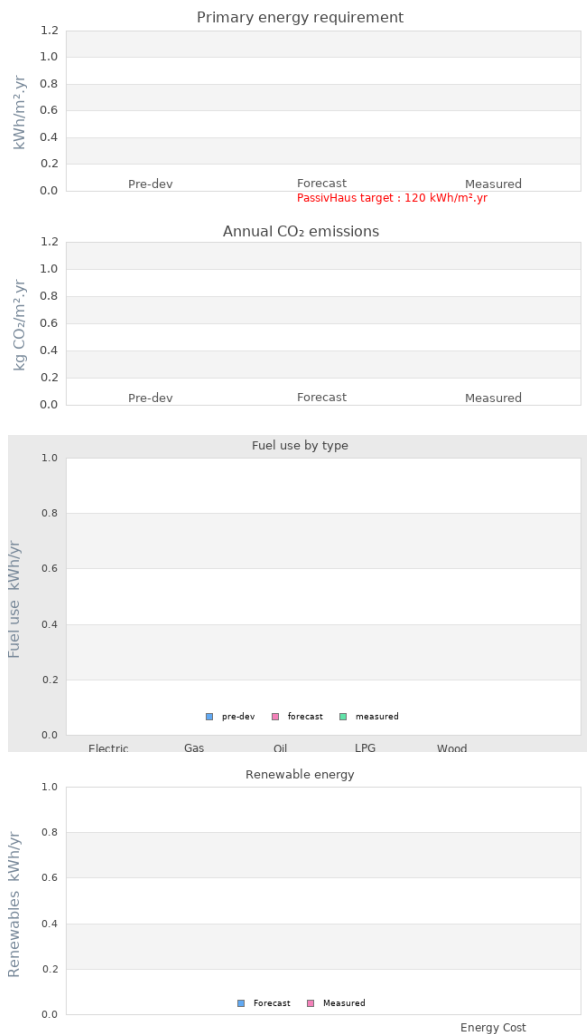 Primary energy requirement
kWh/m².yr
1.2
1.0
0.8
0.6
0.4
0.2
0.0
Pre-dev Forecast Measured
PassivHaus target : 120 kWh/m².yr
Annual CO₂ emissions
kg CO₂/m².yr
1.2
1.0
0.8
0.6
0.4
0.2
0.0
Pre-dev Forecast Measured
Fuel use by type
Fuel use kWh/yr
1.0
0.8
0.6
0.4
0.2
0.0
pre-dev forecast measured
Electric Gas Oil LPG Wood
Renewable energy
Renewables kWh/yr
1.0
0.8
0.6
0.4
0.2
0.0
Forecast Measured
Energy Cost